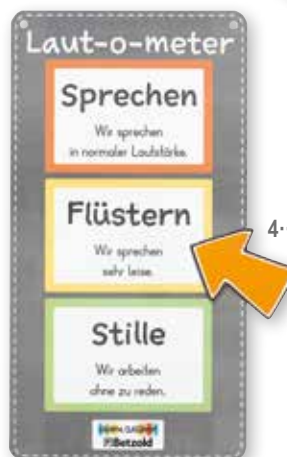 Laut-o-meter
Sprechen
Wir sprechen
in normaler Lautstärke.
Flüstern
Wir sprechen
sehr leise.
4
Stille
Wir arbeiten
ohne zu reden.
Betzold